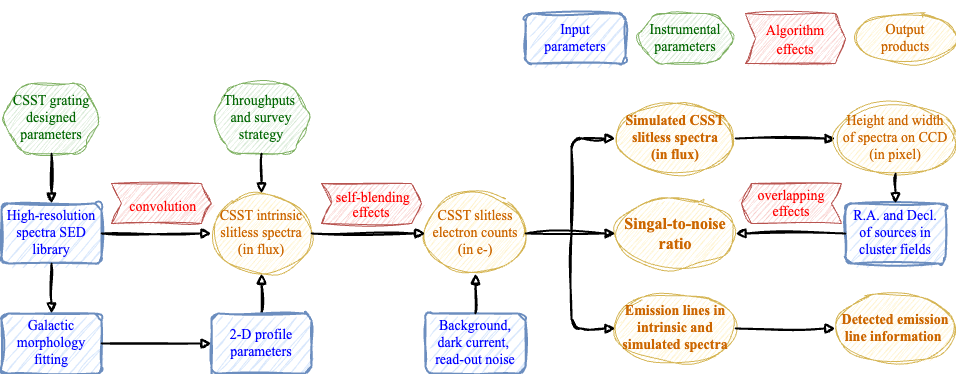 Input
parameters
Instrumental
parameters
Algorithm
effects
Output
products
CSST grating
designed
parameters
Throughputs
and survey
strategy
Simulated CSST
slitless spectra
(in flux)
Height and width
of spectra on CCD
(in pixel)
High-resolution
spectra SED
library
convolution
CSST intrinsic
slitless spectra
(in flux)
self-blending
effects
CSST slitless
electron counts
(in e-)
Singal-to-noise
ratio
overlapping
effects
R.A. and Decl.
of sources in
cluster fields
Galactic
morphology
fitting
2-D profile
parameters
Background,
dark current,
read-out noise
Emission lines in
intrinsic and
simulated spectra
Detected emission
line information